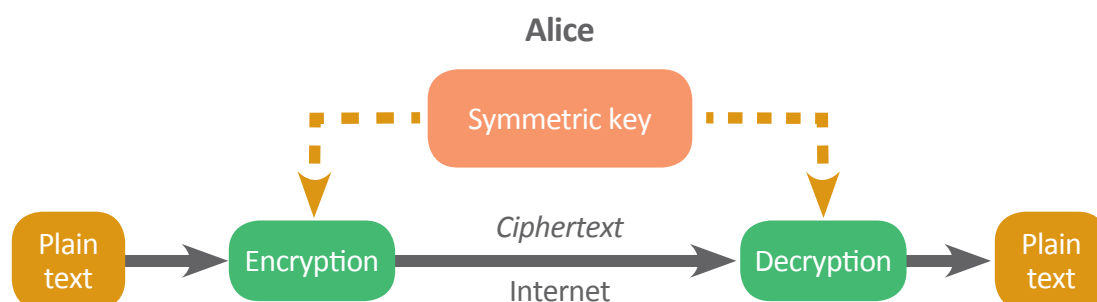 Alice
Symmetric key
Plain
text
Encryption
Ciphertext
Internet
Decryption
Plain
text